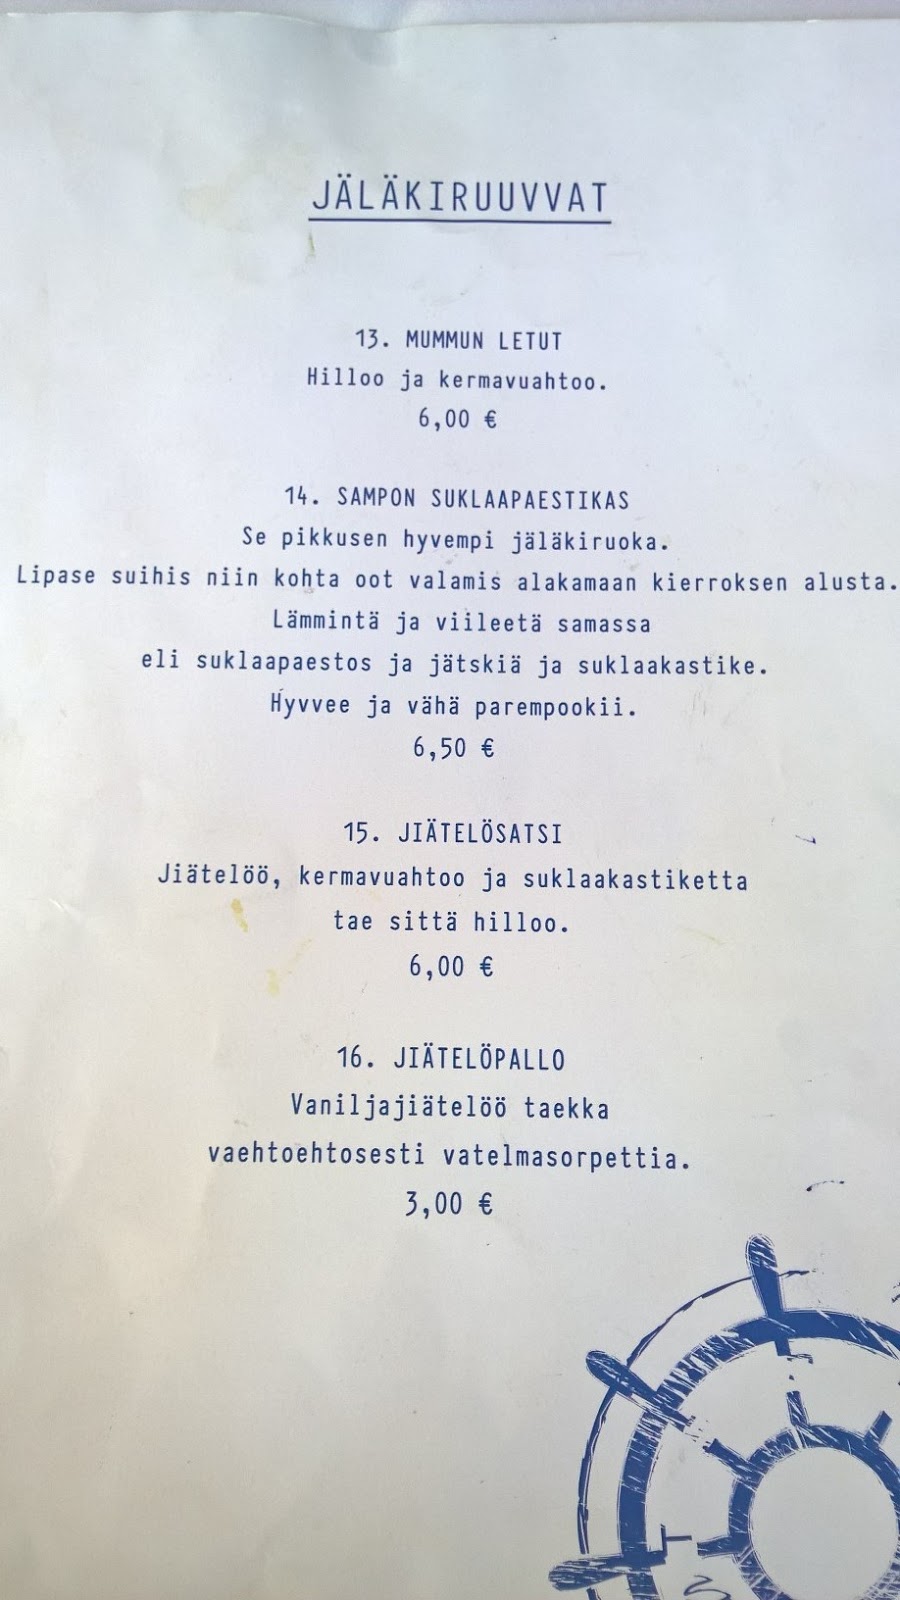 JÄLÄKIRUUVVAT
13. MUMMUN LETUT
Hilloo ja kermavuahtoo.
6,00 €
14. SAMPON SUKLAAPAESTIKAS
Se pikkusen hyvempi jäläkiruoka.
Lipase suihis niin kohta oot valamis alakamaan kierroksen alusta.
Lämmintä ja viileetä samassa
eli suklaapaestos ja jätskiä ja suklaakastike.
Hyvvee ja vähä parempookii.
6,50 €
15. JIÄTELÖSATSI
Jiätelöö, kermavuahtoo ja suklaakastiketta
tae sittä hilloo.
6,00 €
16. JIÄTELÖPALLO
Vaniljajiätelöö taekka
vaehtoehtosesti vatelmasorpettia.
3,00 €